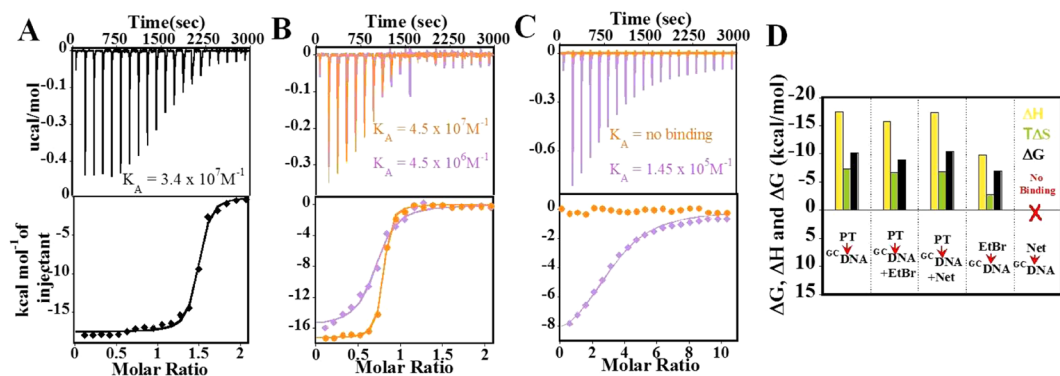 A
Time(sec)
0 750 1500 2250 3000
0
-0.1
-0.2
-0.3
-0.4
0
-5
-10
-15
ucal/mol
K_A = 3.4 x 10^7M^-1
kcal mol^-1 of
injectant
0 0.5 1 1.5 2
Molar Ratio
B
Time(sec)
0 750 1500 2250 3000
0
-0.1
-0.2
-0.3
K_A = 4.5 x 10^7M^-1
K_A = 4.5 x 10^6M^-1
0
-4
-8
-12
-16
0 0.5 1 1.5 2
Molar Ratio
C
Time(sec)
0 750 1500 2250 3000
0
-0.3
-0.6
K_A = no binding
K_A = 1.45 x 10^5M^-1
0
-2
-4
-6
-8
0 2 4 6 8 10
Molar Ratio
D
ΔG, ΔH and ΔG (kcal/mol)
-20
-15
-10
-5
0
5
10
15
ΔH
TΔS
ΔG
No
Binding
PT
GC DNA
PT
GC DNA
+EtBr
PT
GC DNA
+Net
EtBr
GC DNA
Net
GC DNA